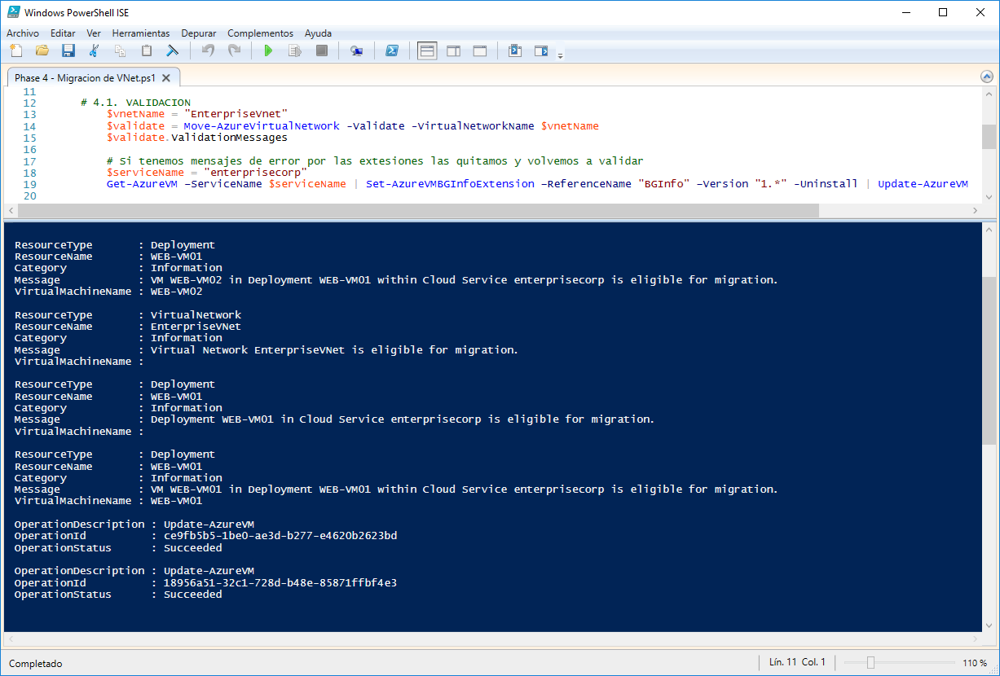 Windows PowerShell ISE
Archivo Editar Ver Herramientas Depurar Complementos Ayuda
Phase 4 - Migracion de VNet.ps1
11
12 # 4.1. VALIDACION
13 $vnetName = "EnterpriseVnet"
14 $validate = Move-AzureVirtualNetwork –Validate –VirtualNetworkName $vnetName
15 $validate.ValidationMessages
16
17 # Si tenemos mensajes de error por las extesiones las quitamos y volvemos a validar
18 $serviceName = "enterprisecorp"
19 Get-AzureVM –ServiceName $serviceName | Set-AzureVMBGInfoExtension –ReferenceName "BGInfo" –Version "1.*" -Uninstall | Update-AzureVM
20
ResourceType : Deployment
ResourceName : WEB-VM01
Category : Information
Message : VM WEB-VM02 in Deployment WEB-VM01 within Cloud Service enterprisecorp is eligible for migration.
VirtualMachineName : WEB-VM02
ResourceType : VirtualNetwork
ResourceName : EnterpriseVNet
Category : Information
Message : Virtual Network EnterpriseVNet is eligible for migration.
VirtualMachineName :
ResourceType : Deployment
ResourceName : WEB-VM01
Category : Information
Message : Deployment WEB-VM01 in Cloud Service enterprisecorp is eligible for migration.
VirtualMachineName :
ResourceType : Deployment
ResourceName : WEB-VM01
Category : Information
Message : VM WEB-VM01 in Deployment WEB-VM01 within Cloud Service enterprisecorp is eligible for migration.
VirtualMachineName : WEB-VM01
OperationDescription : Update-AzureVM
OperationId : ce9fb5b5-1be0-ae3d-b277-e4620b2623bd
OperationStatus : Succeeded
OperationDescription : Update-AzureVM
OperationId : 18956a51-32c1-728d-b48e-85871ffbf4e3
OperationStatus : Succeeded
Completado Lín. 11 Col. 1 110 %